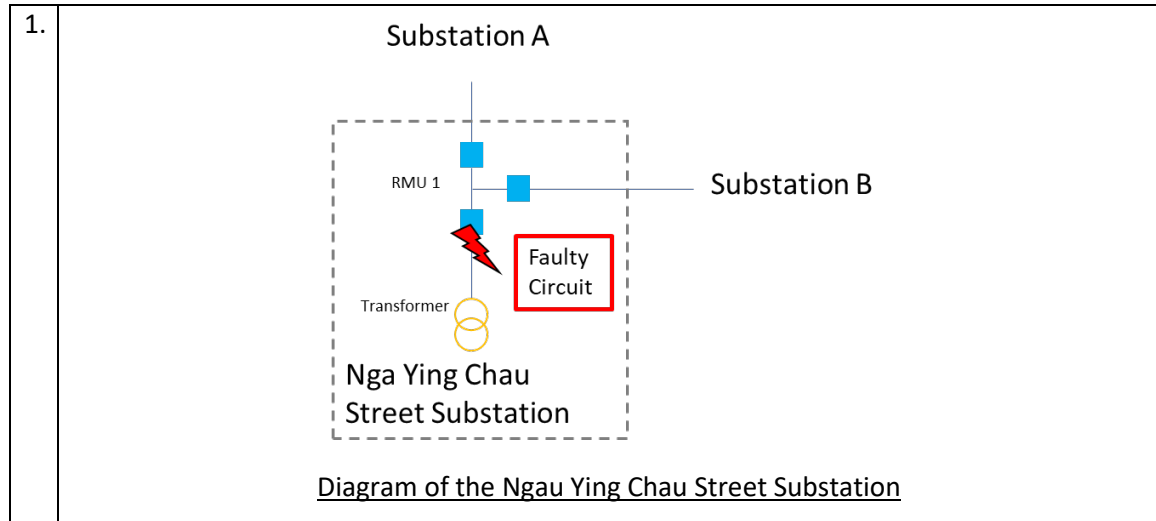 1.
Substation A
RMU 1
Substation B
Faulty
Circuit
Transformer
Nga Ying Chau
Street Substation
Diagram of the Ngau Ying Chau Street Substation